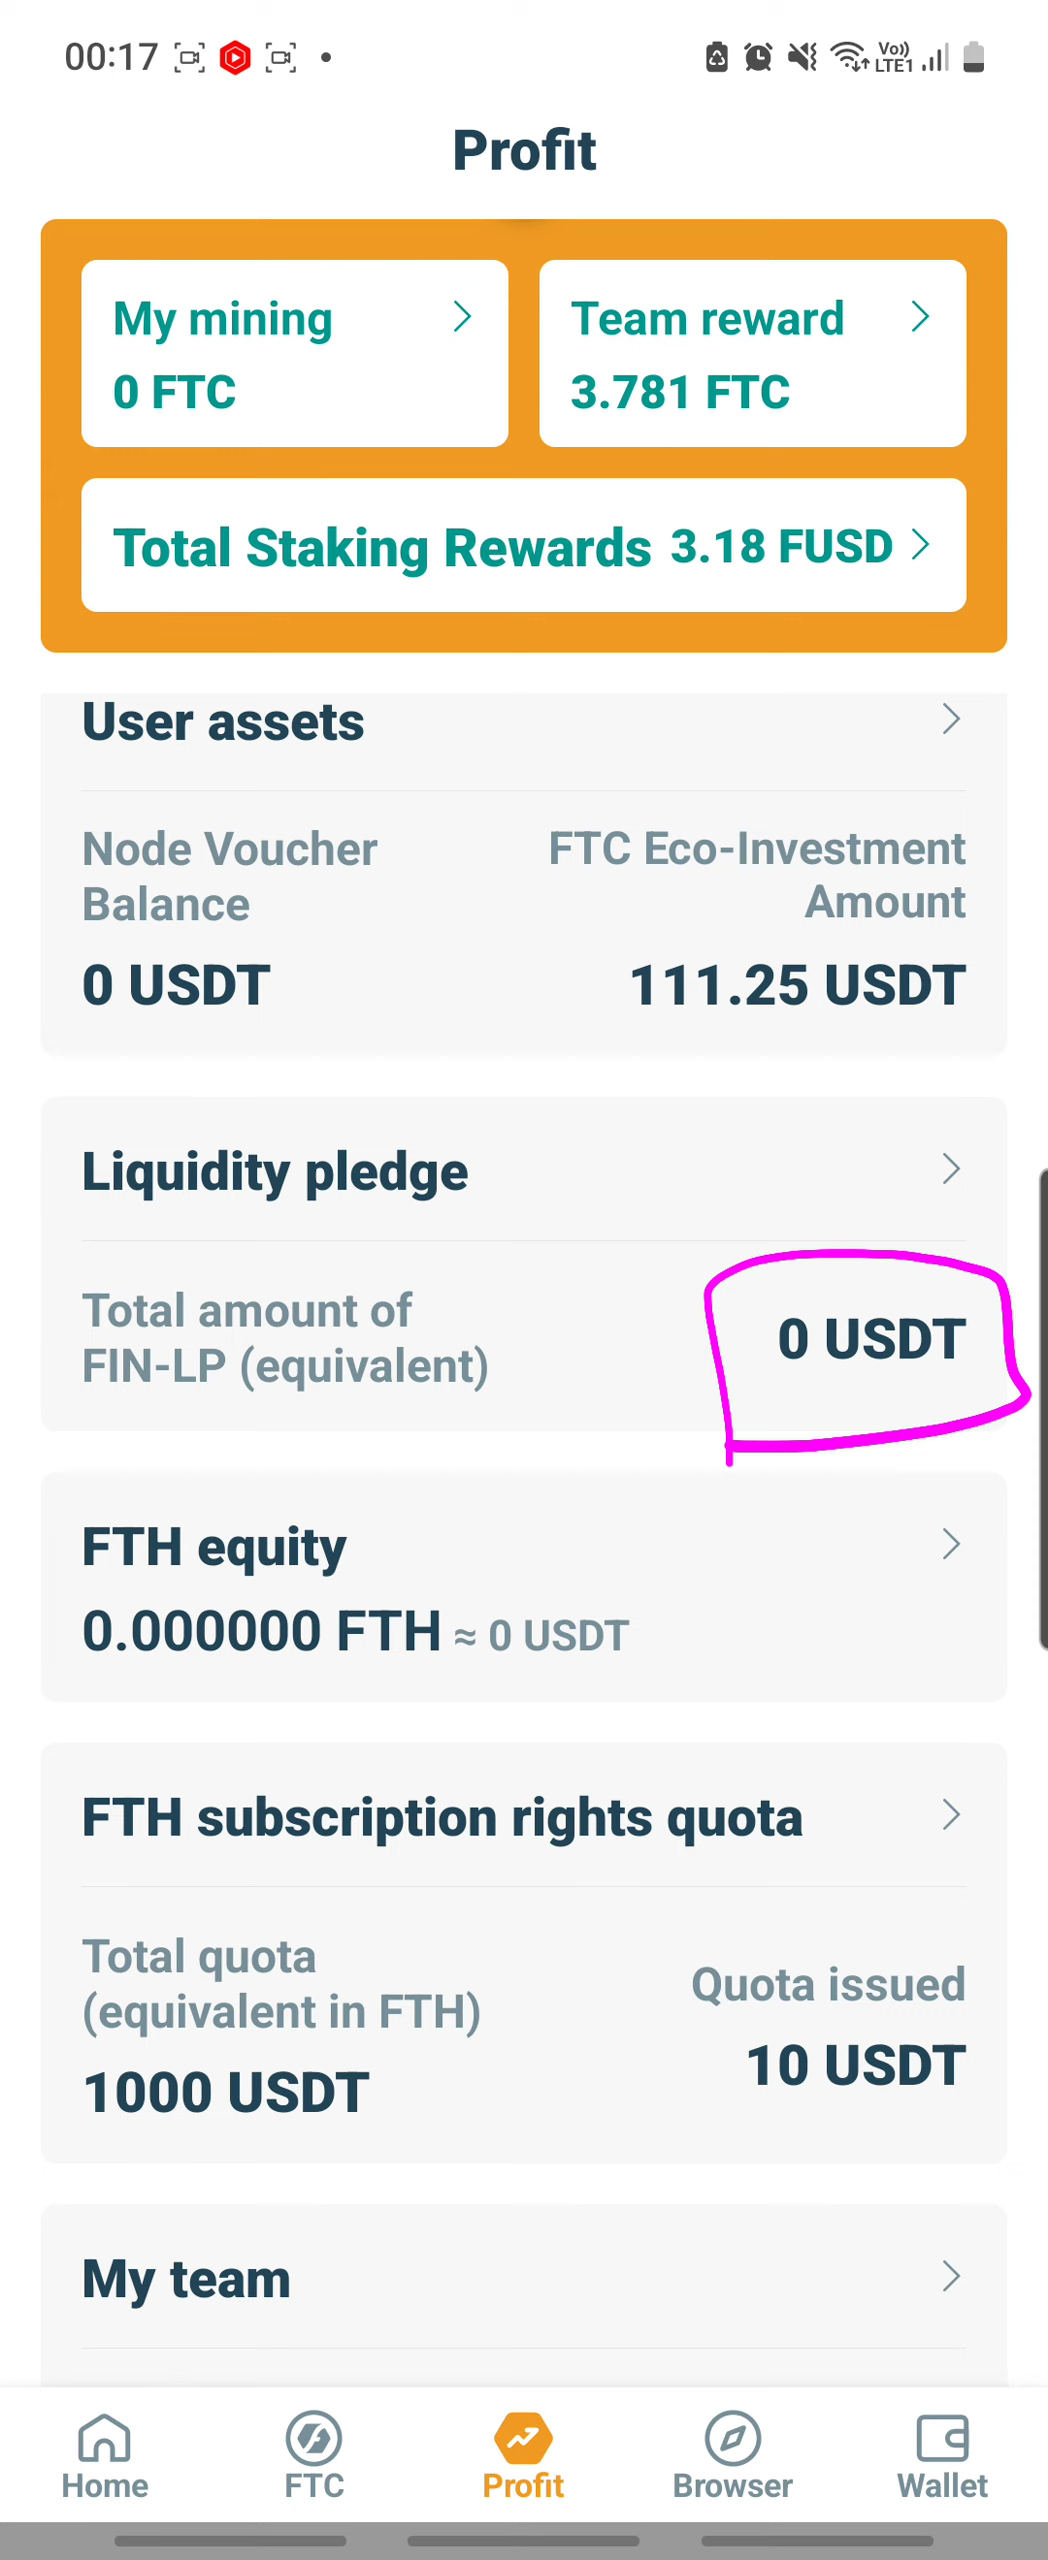 00:17
Vo))
LTE1
Profit
My mining
0 FTC
Team reward
3.781 FTC
Total Staking Rewards 3.18 FUSD
User assets
Node Voucher
Balance
0 USDT
FTC Eco-Investment
Amount
111.25 USDT
Liquidity pledge
Total amount of
FIN-LP (equivalent)
0 USDT
FTH equity
0.000000 FTH ≈ 0 USDT
FTH subscription rights quota
Total quota
(equivalent in FTH)
1000 USDT
Quota issued
10 USDT
My team
Home
FTC
Profit
Browser
Wallet